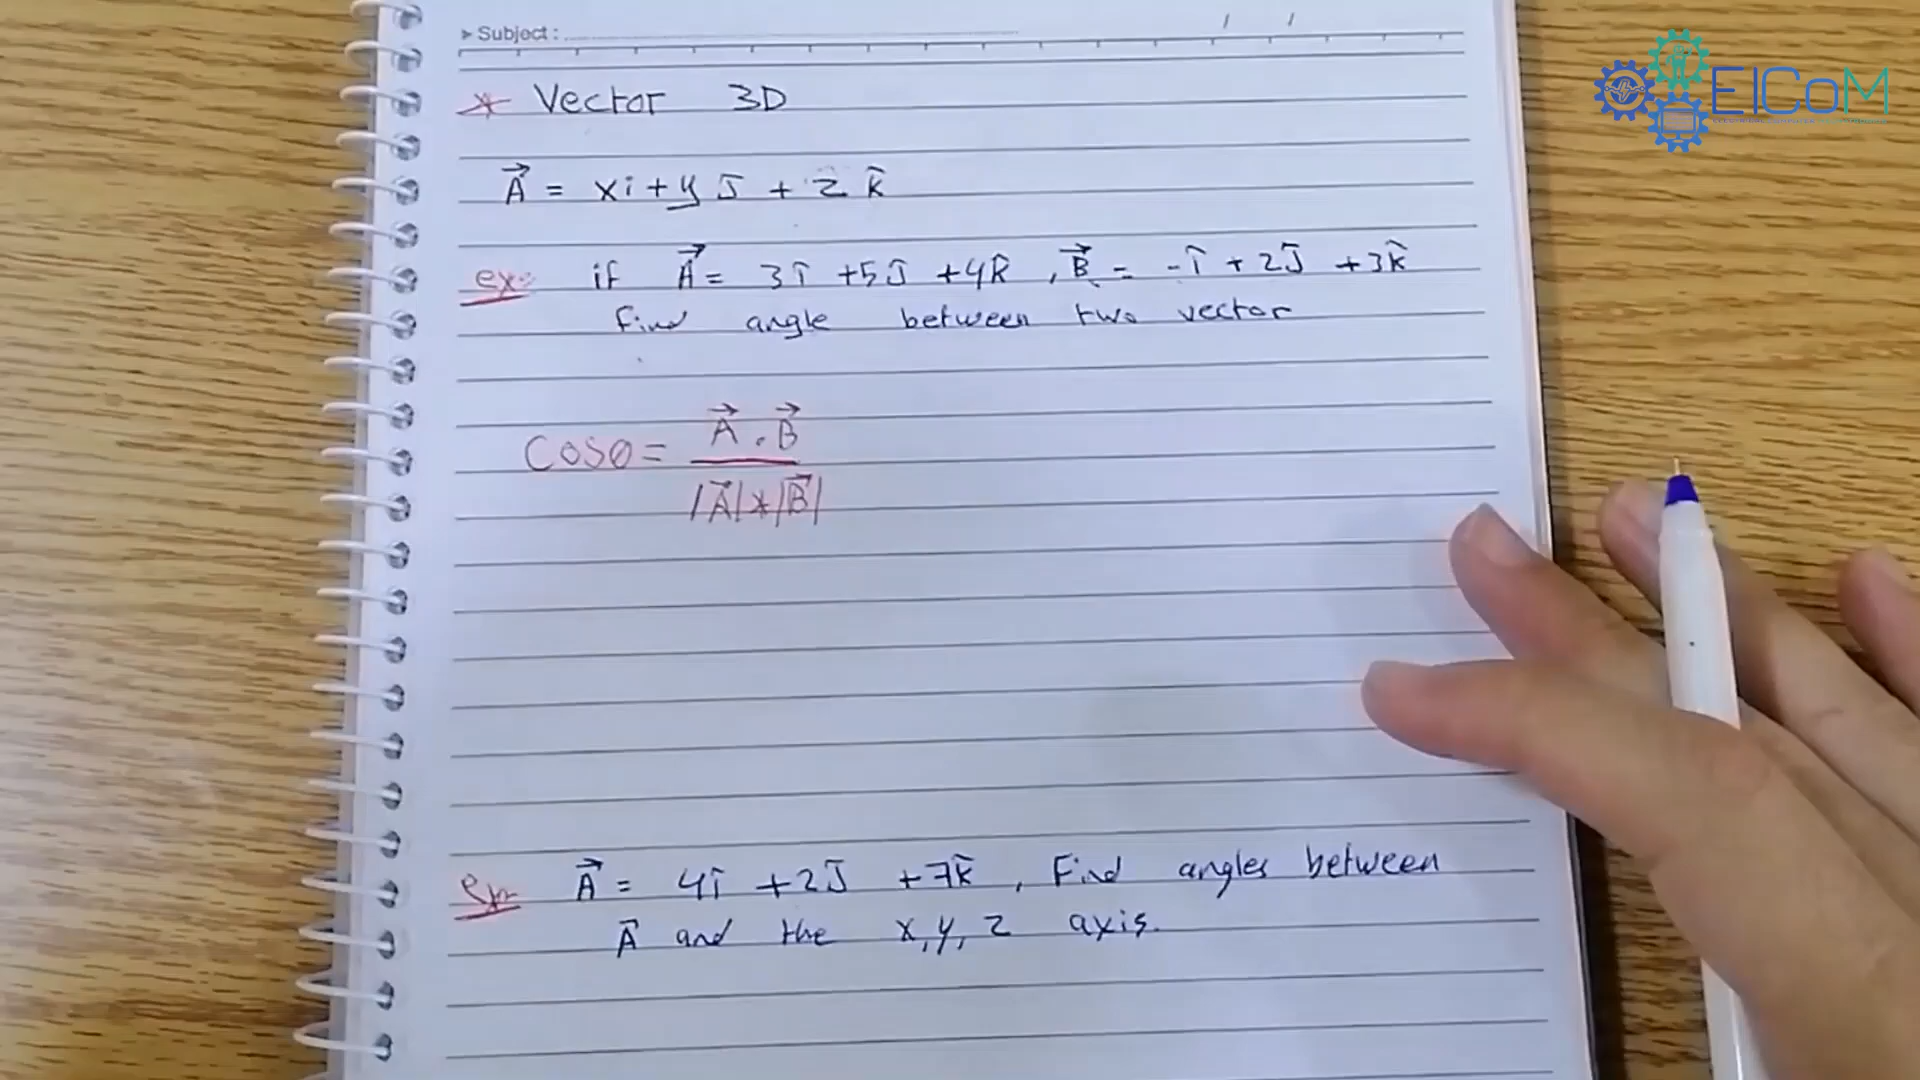 Subject :
* Vector 3D
A = xi + y J + z k
ex: if A = 3i + 5J + 4k , B = -i + 2J + 3k
find angle between two vector
Cosθ = A . B
|A| * |B|
ex A = 4i + 2J + 7k , Find angles between
A and the x, y, z axis.
EICoM